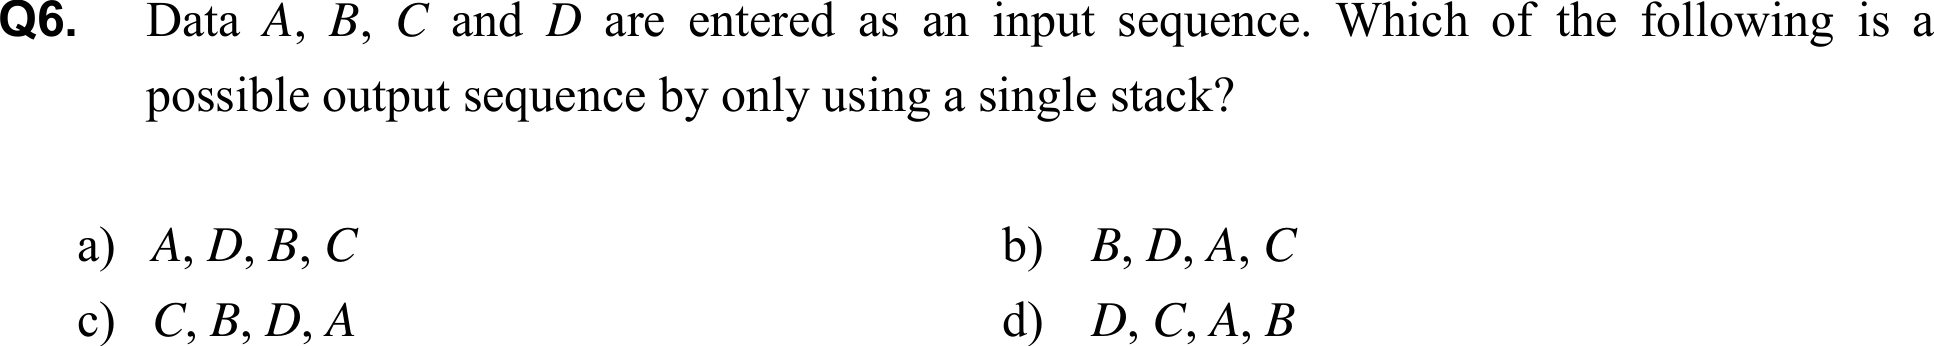 Q6. Data A, B, C and D are entered as an input sequence. Which of the following is a
possible output sequence by only using a single stack?
a) A, D, B, C b) B, D, A, C
c) C, B, D, A d) D, C, A, B